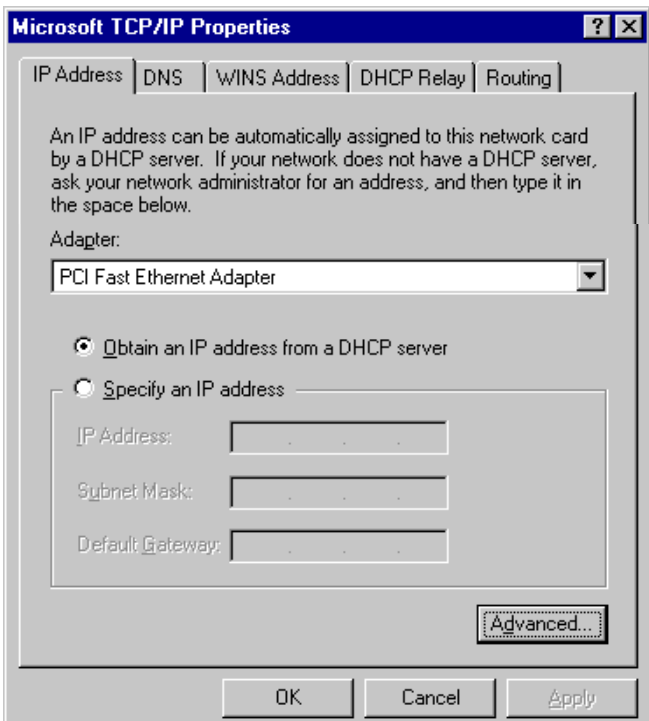 Microsoft TCP/IP Properties
IP Address DNS WINS Address DHCP Relay Routing
An IP address can be automatically assigned to this network card
by a DHCP server. If your network does not have a DHCP server,
ask your network administrator for an address, and then type it in
the space below.
Adapter:
PCI Fast Ethernet Adapter
Obtain an IP address from a DHCP server
Specify an IP address
IP Address:
Subnet Mask:
Default Gateway:
Advanced...
OK Cancel Apply